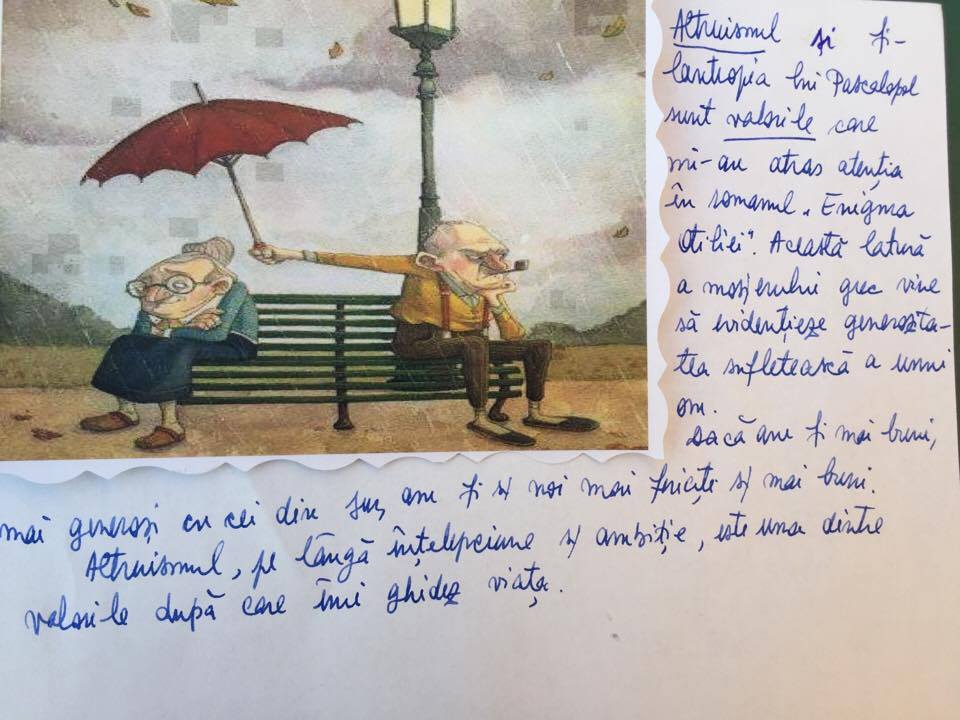 Altruismul și fi-
lantropia lui Pascalopol
sunt valorile care
mi-au atras atenția
în romanul „Enigma
Otiliei”. Această latură
a moșierului grec vine
să evidențieze generozita-
tea sufletească a unui
om.
Dacă am fi mai buni,
mai generoși cu cei din jur, am fi și noi mai fericiți și mai buni.
Altruismul, pe lângă înțelepciune și ambiție, este una dintre
valorile după care îmi ghidez viața.